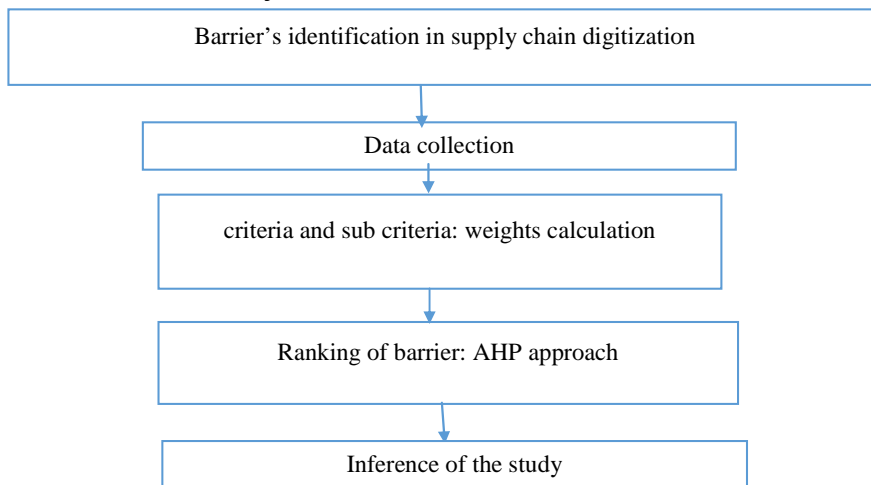 Barrier’s identification in supply chain digitization
Data collection
criteria and sub criteria: weights calculation
Ranking of barrier: AHP approach
Inference of the study